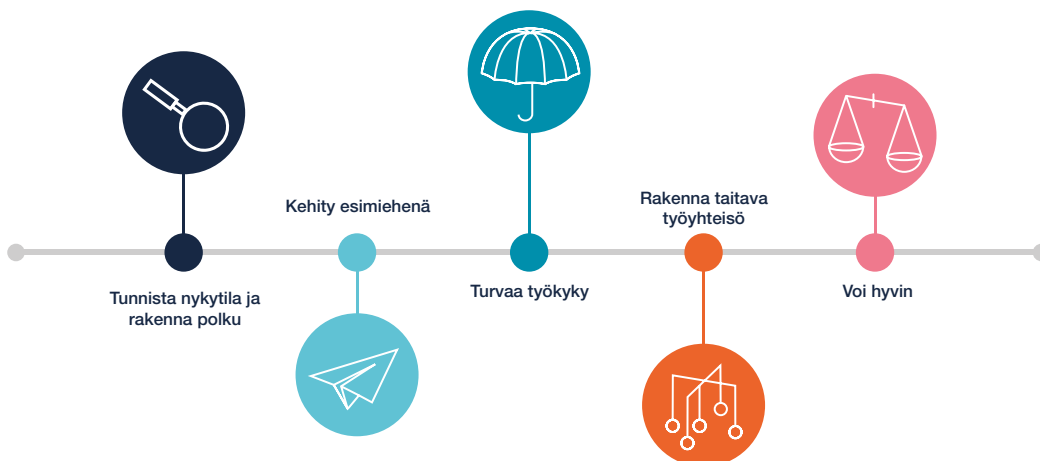 Tunnista nykytila ja
rakenna polku
Kehity esimiehenä
Turvaa työkyky
Rakenna taitava
työyhteisö
Voi hyvin